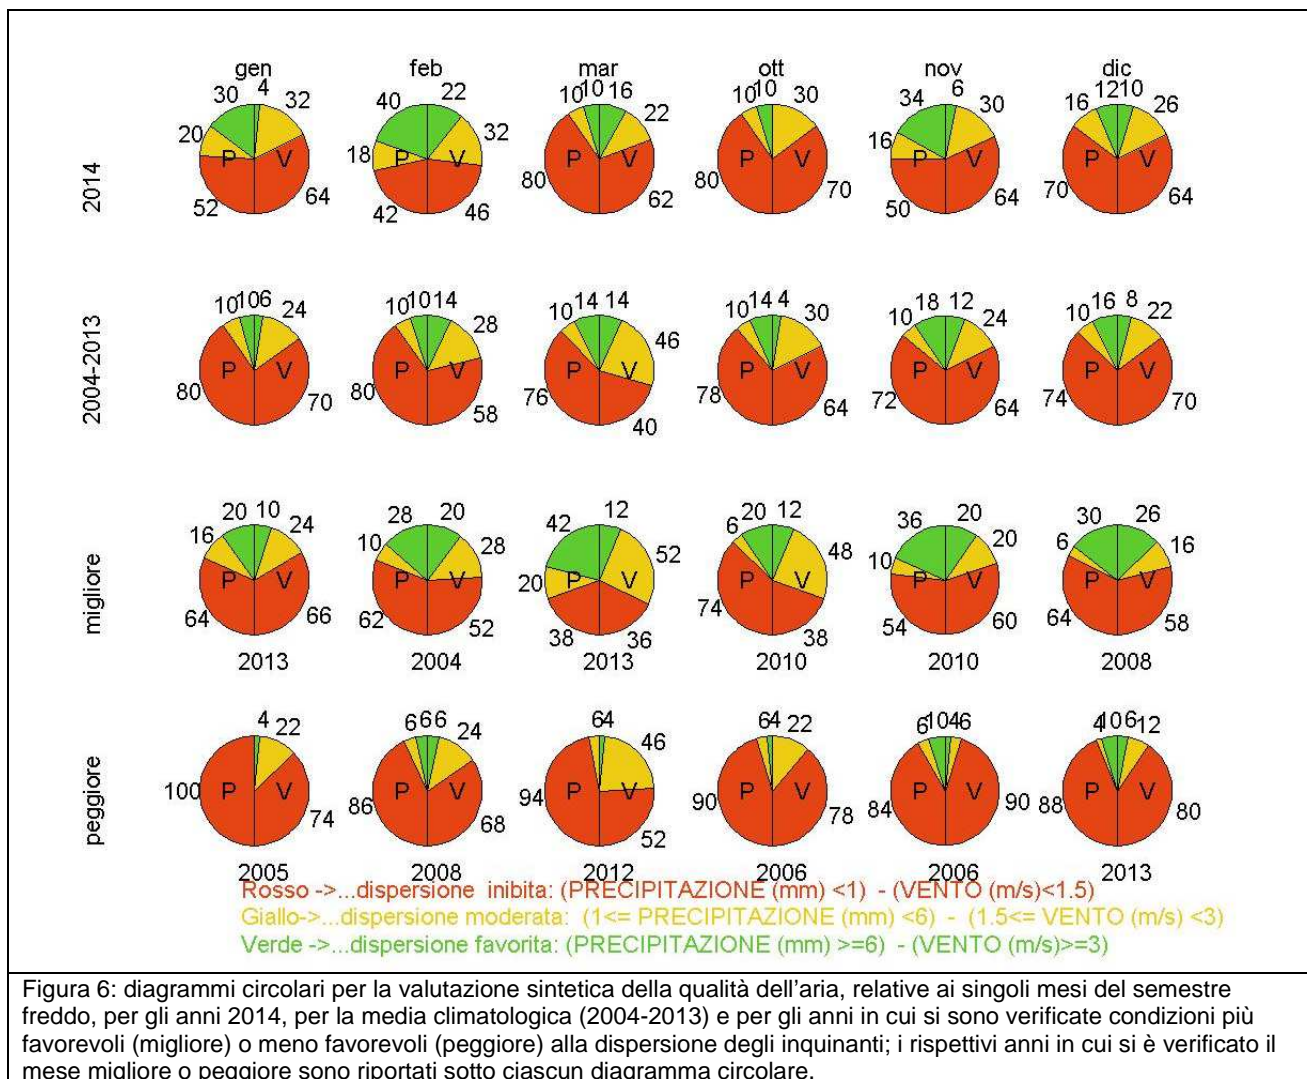 gen feb mar ott nov dic
2014
30 4 32 20 P V 52 64
40 22 32 18 P V 42 46
10 10 16 22 P V 80 62
10 10 30 P V 80 70
34 6 30 16 P V 50 64
16 12 10 26 P V 70 64
2004-2013
10 10 6 24 P V 80 70
10 10 14 28 P V 80 58
10 14 14 46 P V 76 40
10 14 4 30 P V 78 64
10 18 12 24 P V 72 64
10 16 8 22 P V 74 70
migliore
16 20 10 24 P V 64 66
10 28 20 28 P V 62 52
42 12 52 20 P V 38 36
6 20 12 48 P V 74 38
36 20 20 10 P V 54 60
6 30 26 16 P V 64 58
2013 2004 2013 2010 2010 2008
peggiore
4 22 100 P V 74
6 6 6 24 P V 86 68
6 4 46 P V 94 52
6 4 22 P V 90 78
6 10 4 6 P V 84 90
4 10 6 12 P V 88 80
2005 2008 2012 2006 2006 2013
Rosso ->...dispersione inibita: (PRECIPITAZIONE (mm) <1) - (VENTO (m/s)<1.5)
Giallo->...dispersione moderata: (1<= PRECIPITAZIONE (mm) <6) - (1.5<= VENTO (m/s) <3)
Verde ->...dispersione favorita: (PRECIPITAZIONE (mm) >=6) - (VENTO (m/s)>=3)
Figura 6: diagrammi circolari per la valutazione sintetica della qualità dell'aria, relative ai singoli mesi del semestre
freddo, per gli anni 2014, per la media climatologica (2004-2013) e per gli anni in cui si sono verificate condizioni più
favorevoli (migliore) o meno favorevoli (peggiore) alla dispersione degli inquinanti; i rispettivi anni in cui si è verificato il
mese migliore o peggiore sono riportati sotto ciascun diagramma circolare.